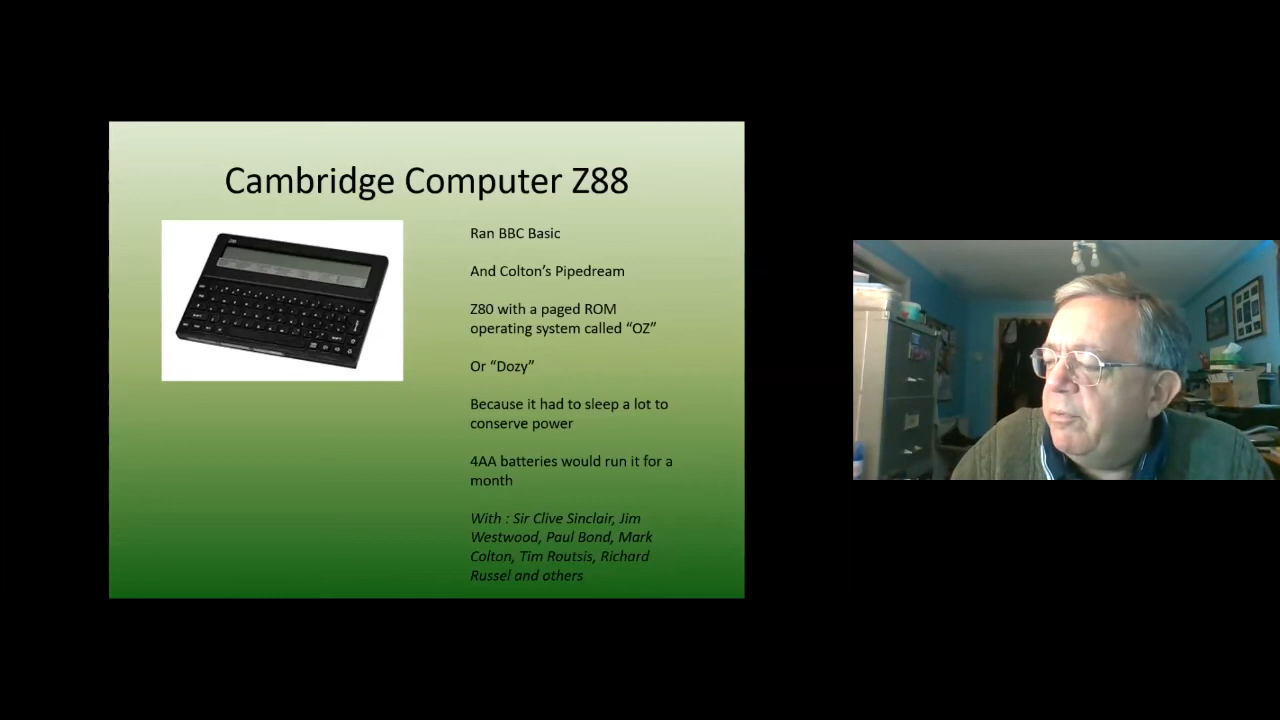 Cambridge Computer Z88
Ran BBC Basic
And Colton's Pipedream
Z80 with a paged ROM
operating system called “OZ”
Or “Dozy”
Because it had to sleep a lot to
conserve power
4AA batteries would run it for a
month
With : Sir Clive Sinclair, Jim
Westwood, Paul Bond, Mark
Colton, Tim Routsis, Richard
Russel and others